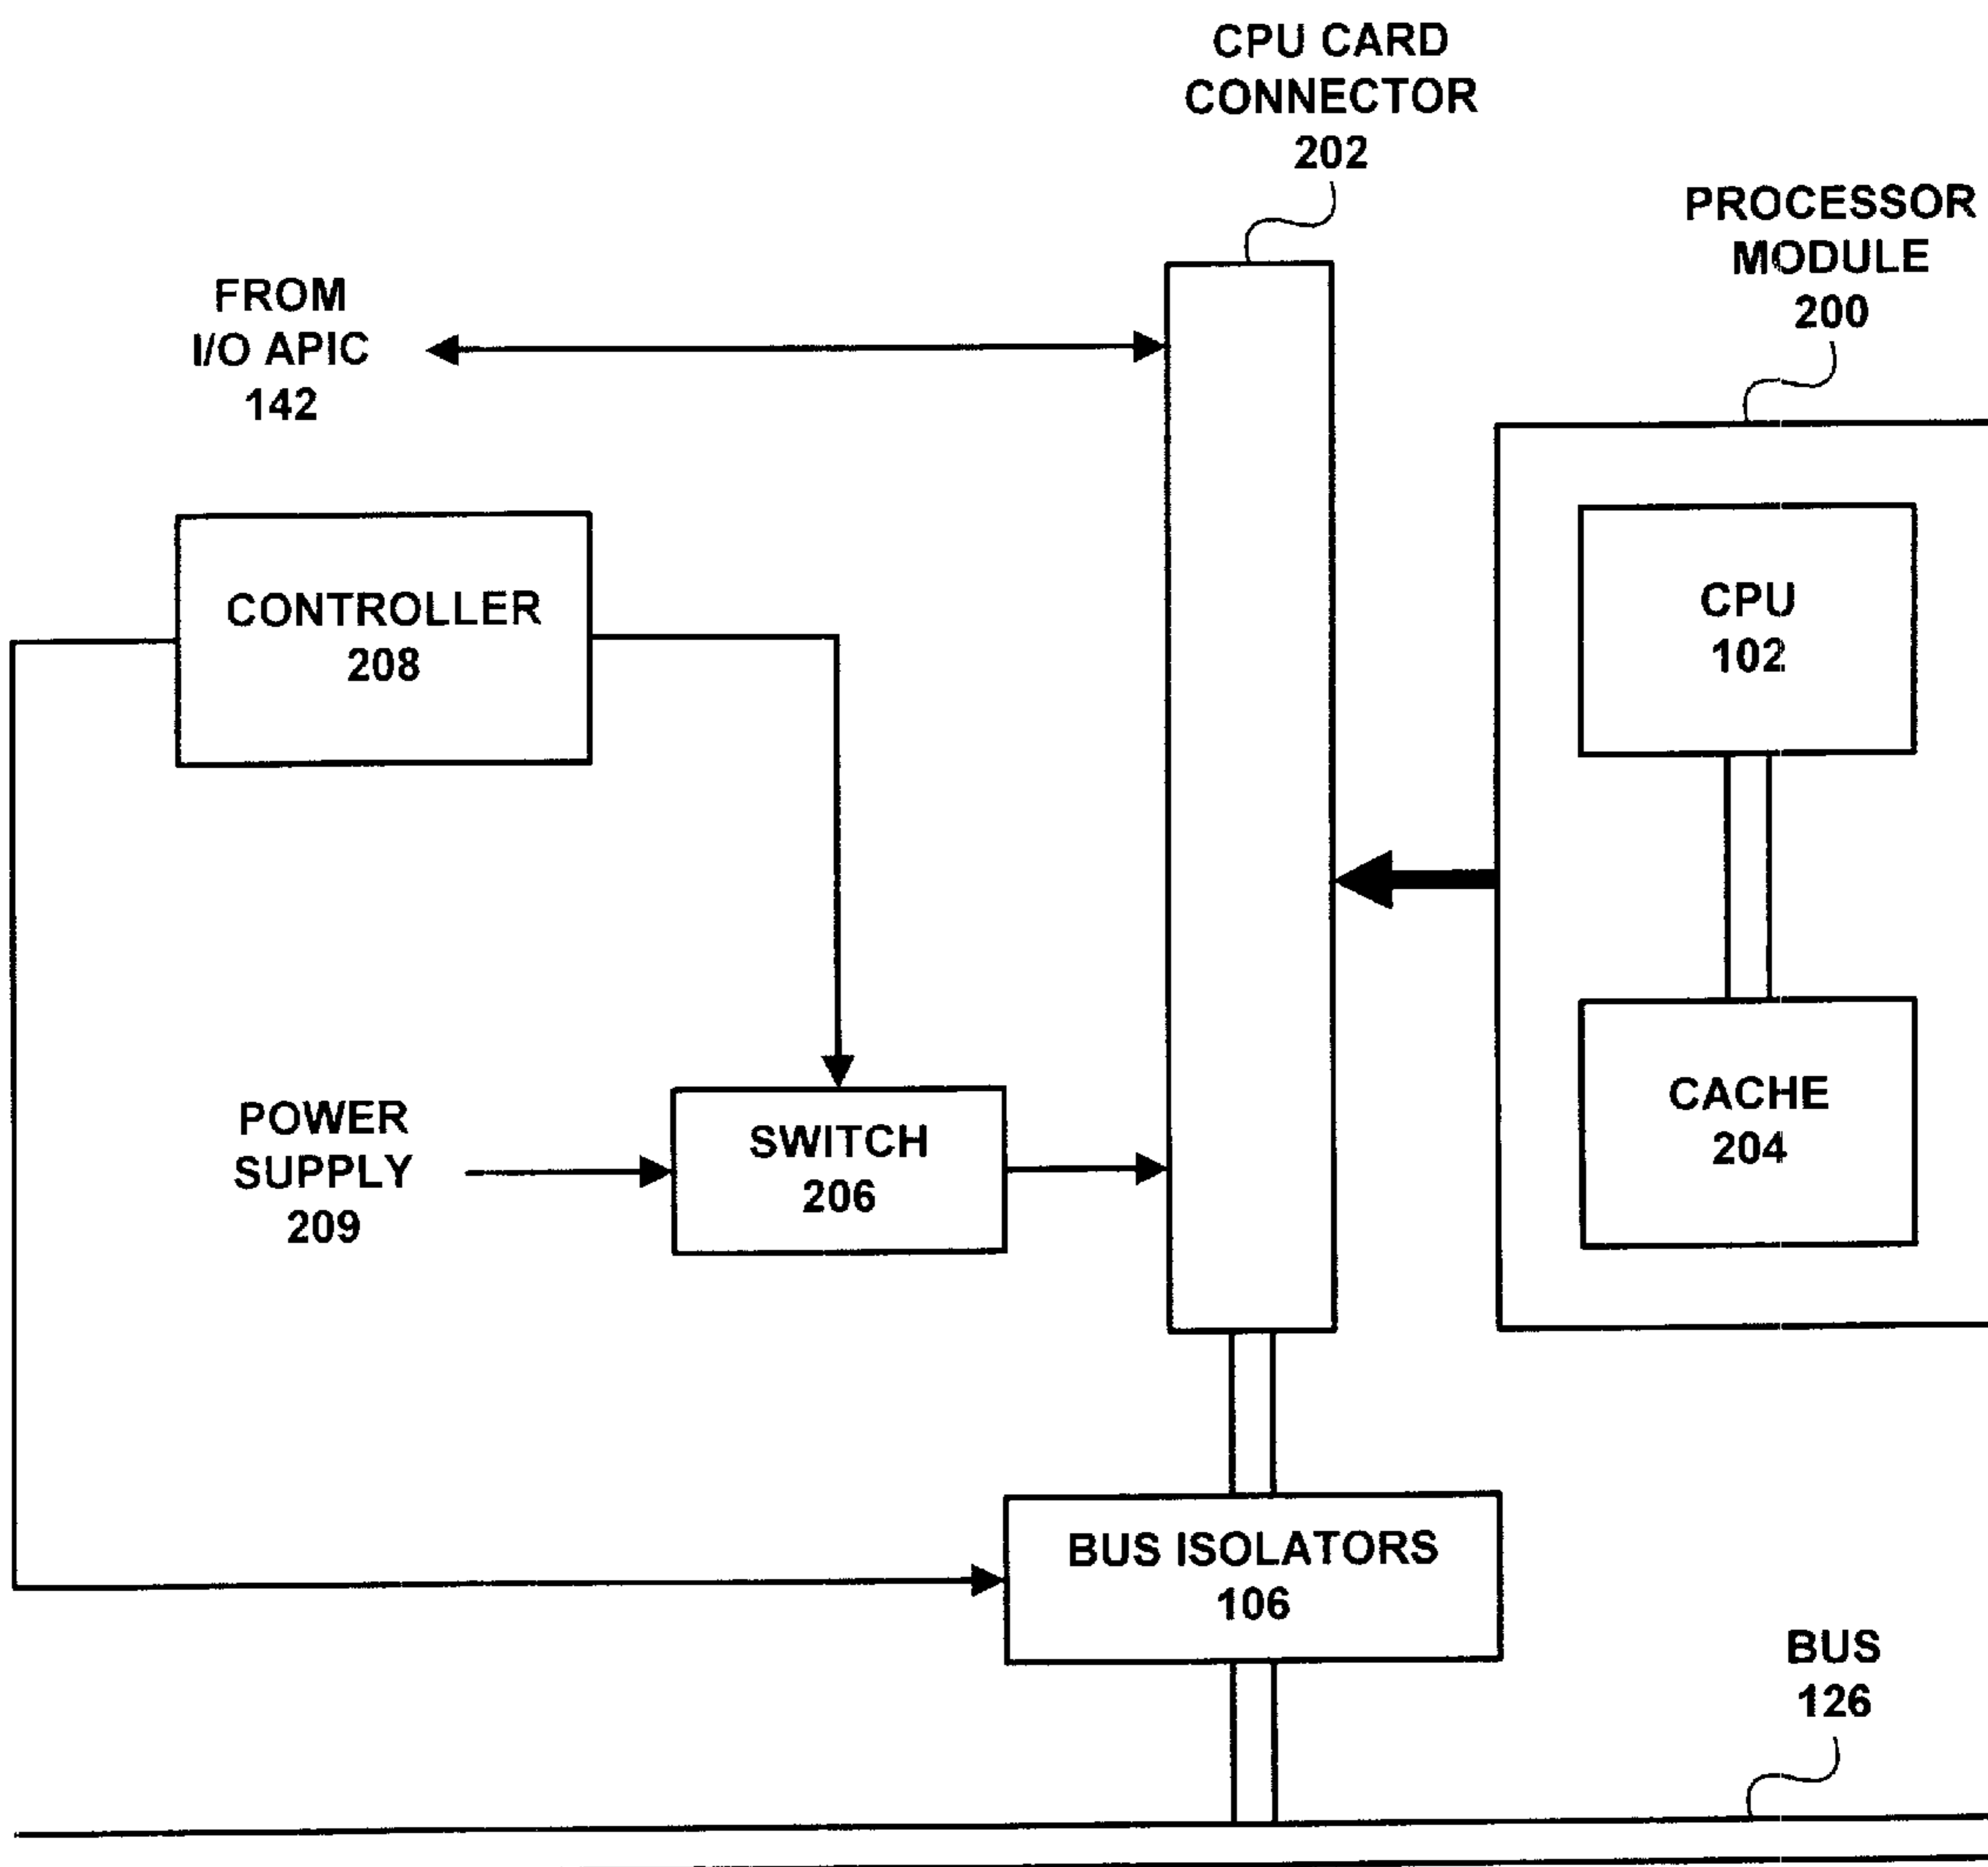 CPU CARD
CONNECTOR
202
PROCESSOR
MODULE
200
FROM
I/O APIC
142
CONTROLLER
208
CPU
102
POWER
SUPPLY
209
SWITCH
206
CACHE
204
BUS ISOLATORS
106
BUS
126